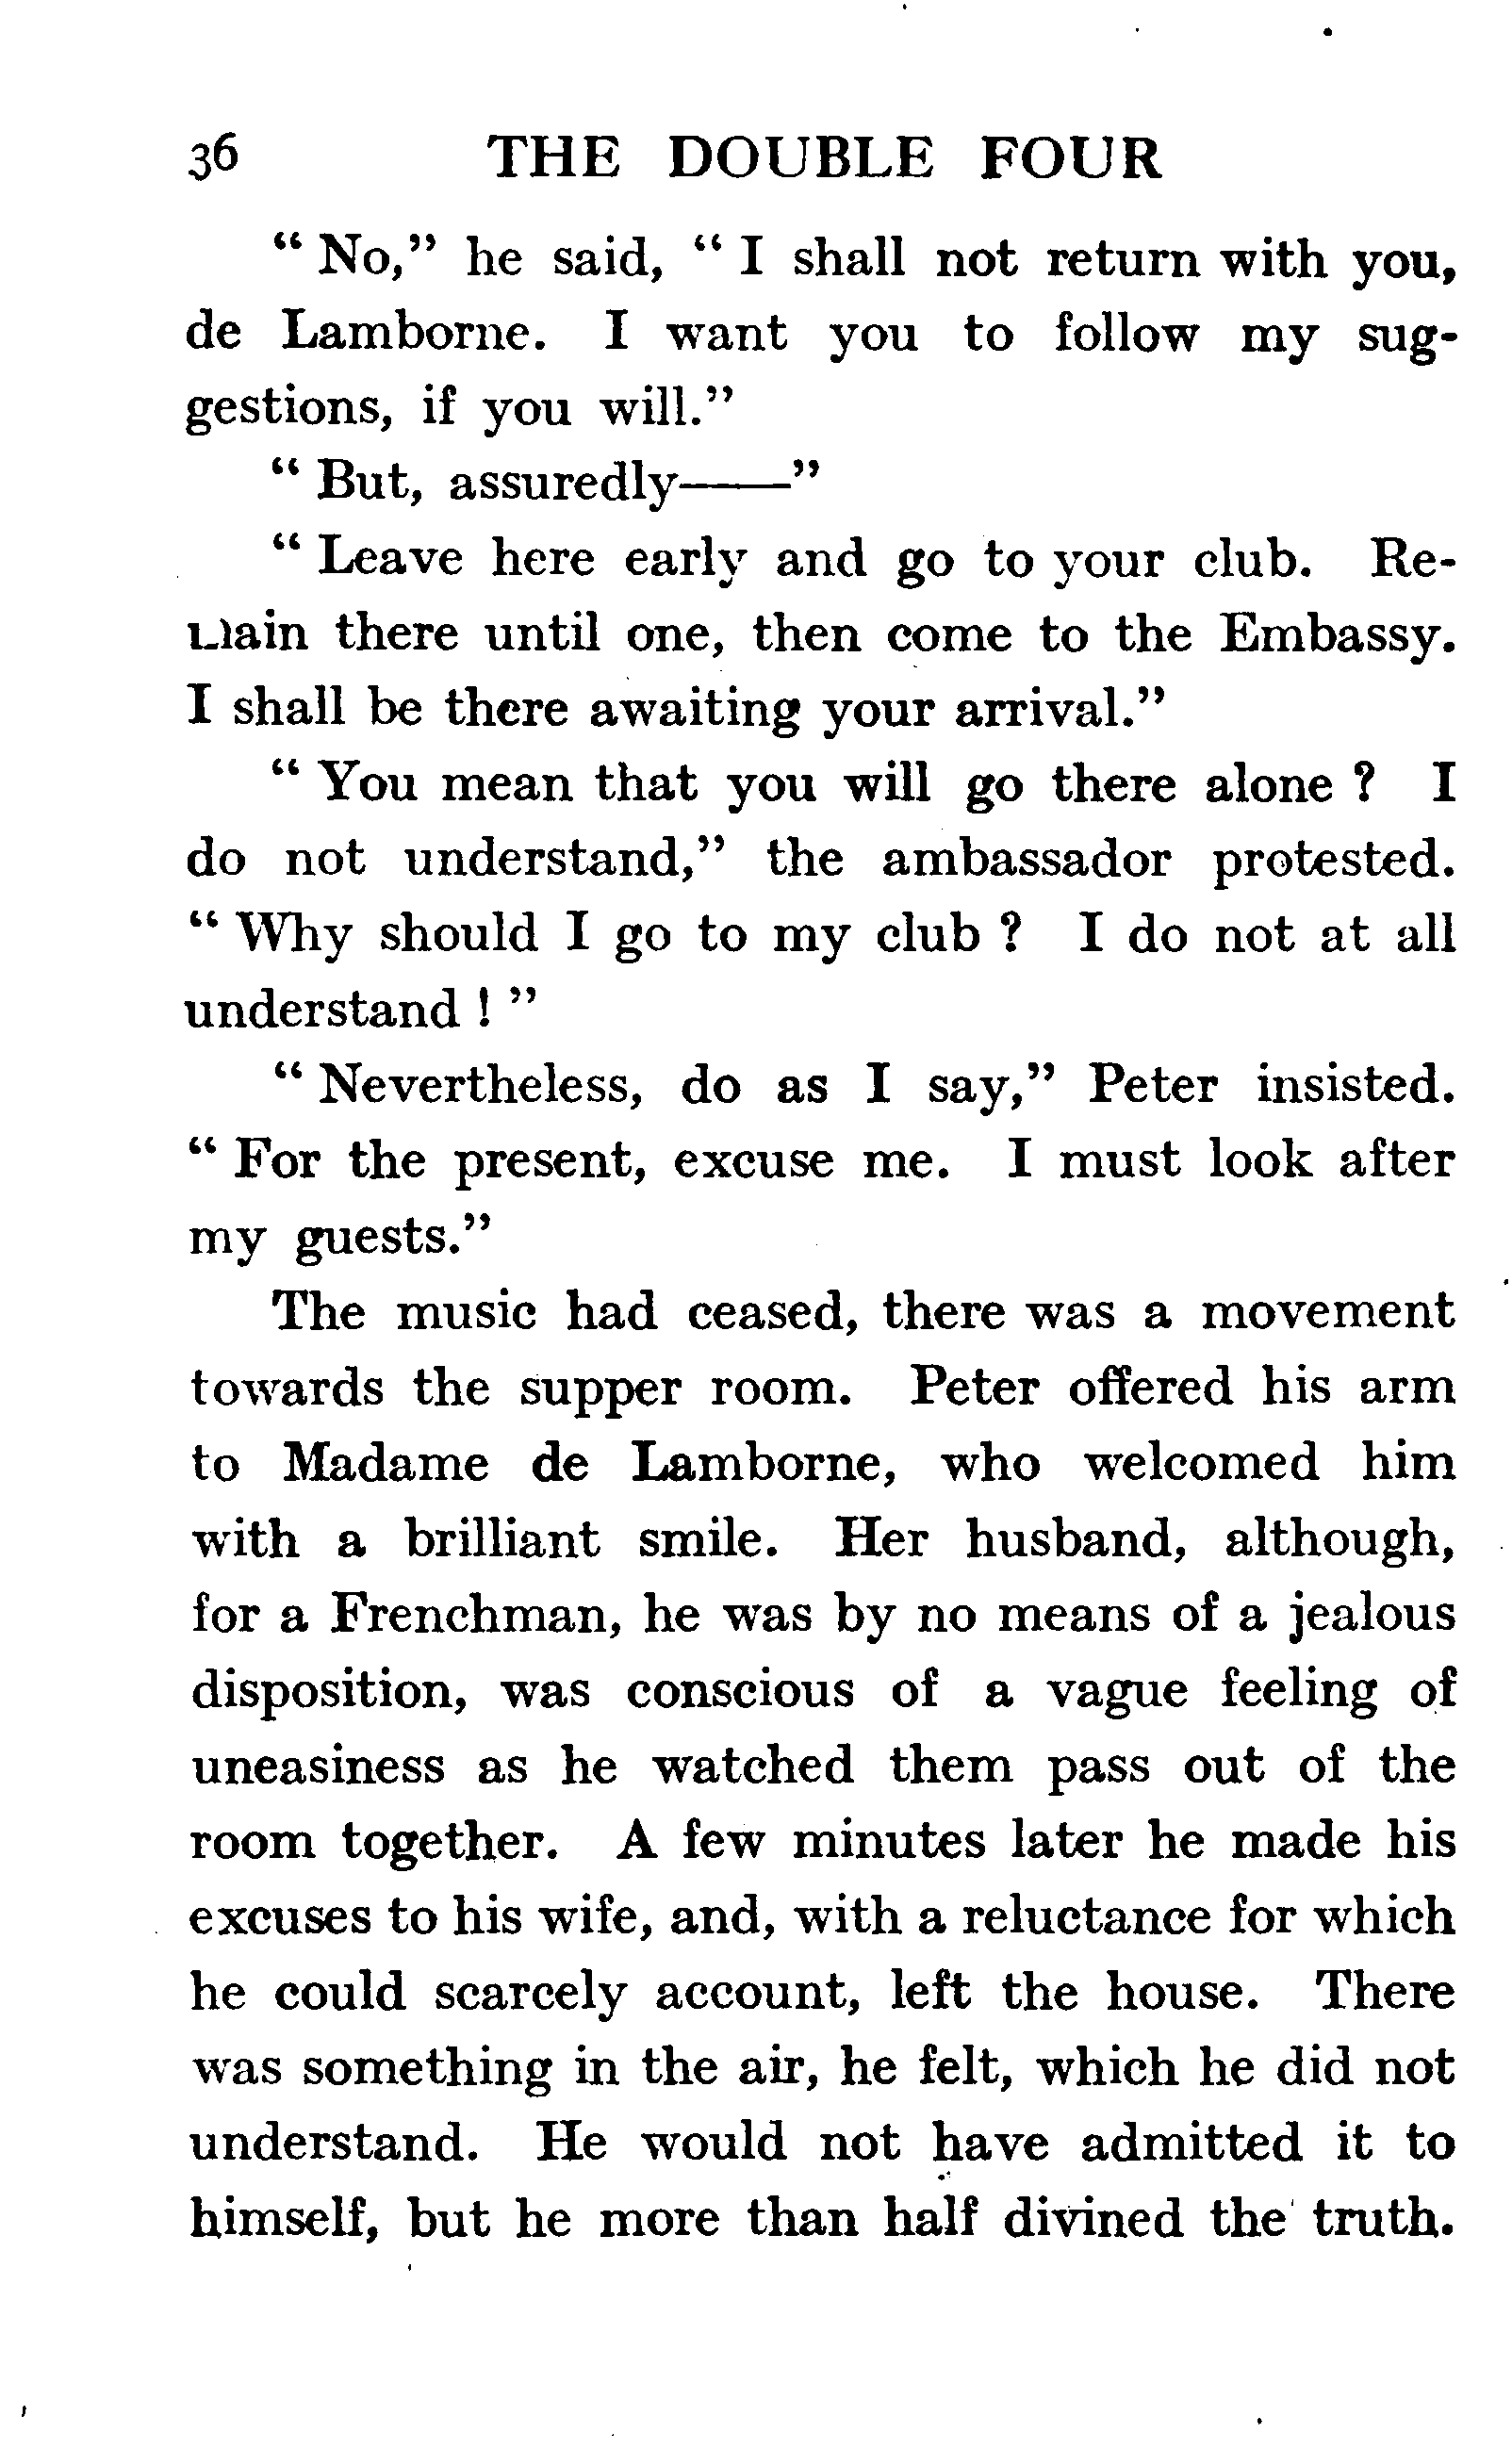 36 THE DOUBLE FOUR
" No," he said, " I shall not return with you,
de Lamborne. I want you to follow my sug-
gestions, if you will."
" But, assuredly——"
" Leave here early and go to your club. Re-
main there until one, then come to the Embassy.
I shall be there awaiting your arrival."
" You mean that you will go there alone ? I
do not understand," the ambassador protested.
" Why should I go to my club ? I do not at all
understand ! "
" Nevertheless, do as I say," Peter insisted.
" For the present, excuse me. I must look after
my guests."
The music had ceased, there was a movement
towards the supper room. Peter offered his arm
to Madame de Lamborne, who welcomed him
with a brilliant smile. Her husband, although,
for a Frenchman, he was by no means of a jealous
disposition, was conscious of a vague feeling of
uneasiness as he watched them pass out of the
room together. A few minutes later he made his
excuses to his wife, and, with a reluctance for which
he could scarcely account, left the house. There
was something in the air, he felt, which he did not
understand. He would not have admitted it to
himself, but he more than half divined the truth.